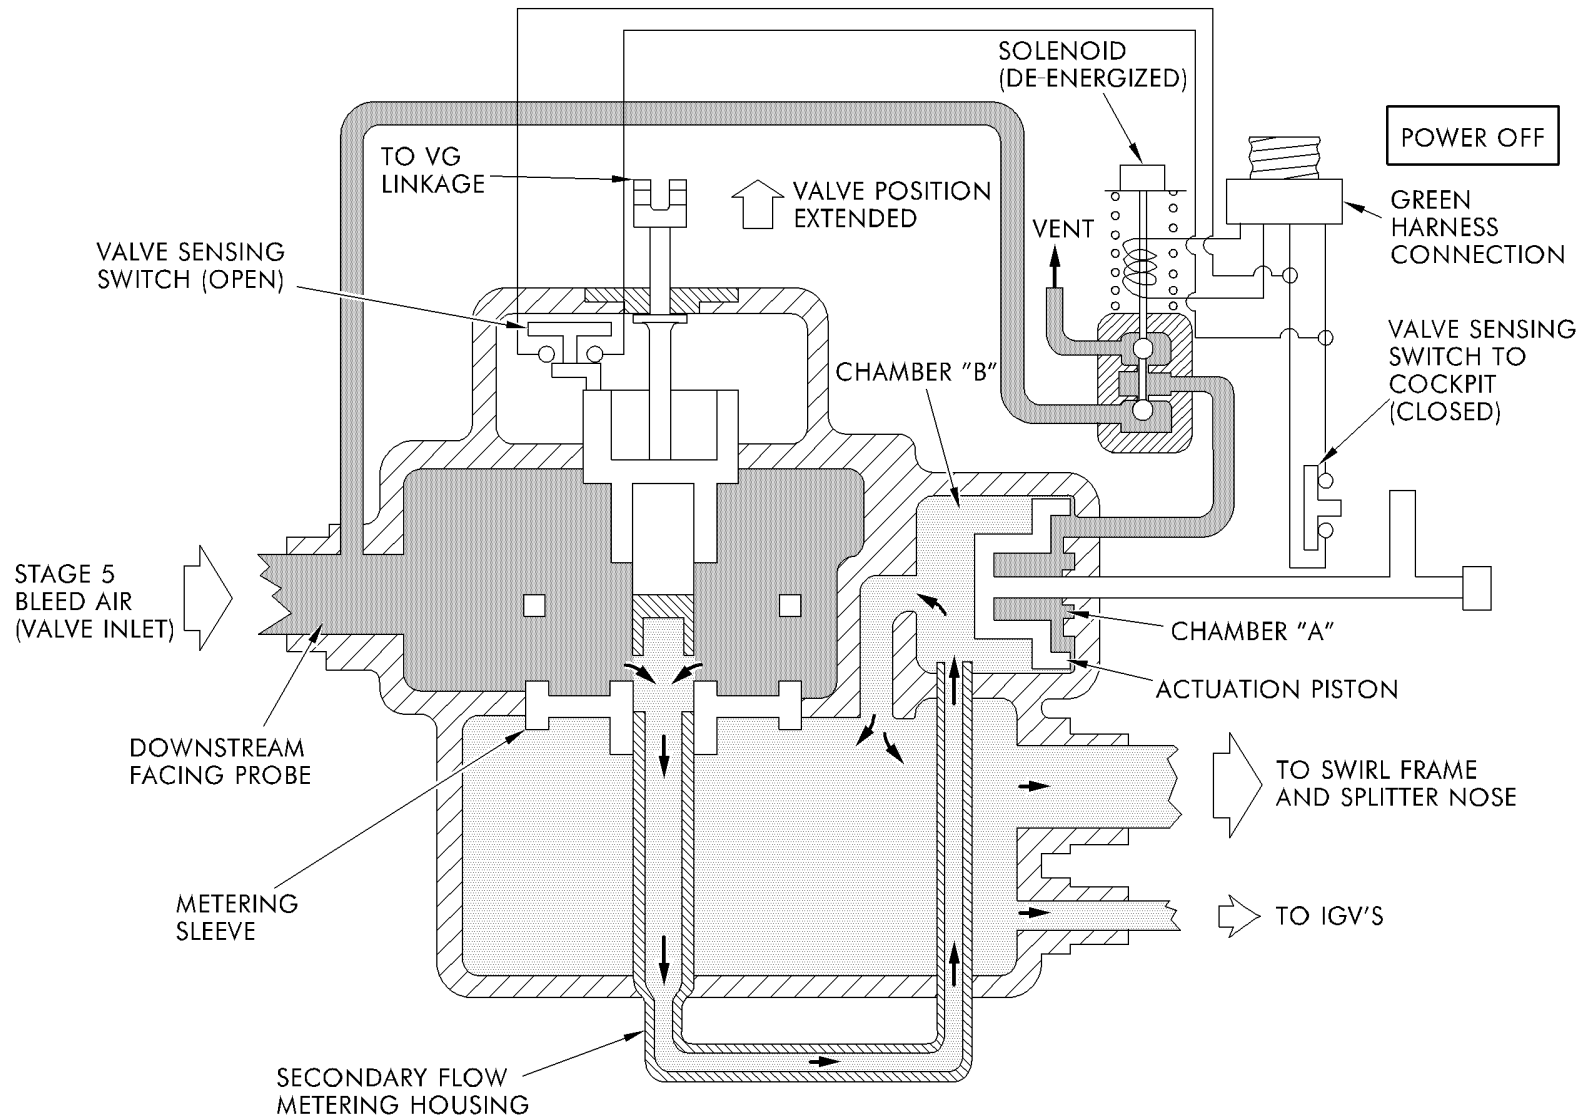 SOLENOID
(DE-ENERGIZED)
POWER OFF
TO VG
LINKAGE
VALVE POSITION
EXTENDED
GREEN
HARNESS
CONNECTION
VENT
VALVE SENSING
SWITCH (OPEN)
VALVE SENSING
SWITCH TO
COCKPIT
(CLOSED)
CHAMBER "B"
STAGE 5
BLEED AIR
(VALVE INLET)
CHAMBER "A"
ACTUATION PISTON
DOWNSTREAM
FACING PROBE
TO SWIRL FRAME
AND SPLITTER NOSE
METERING
SLEEVE
TO IGV'S
SECONDARY FLOW
METERING HOUSING